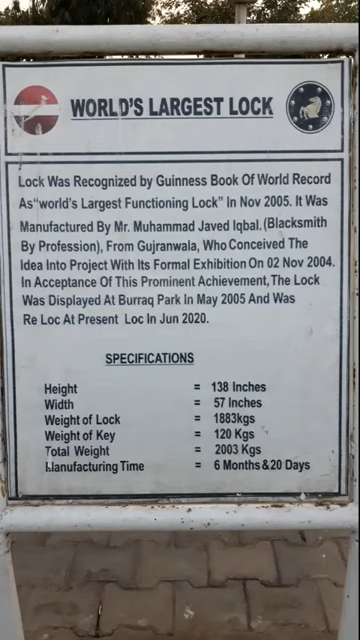 WORLD'S LARGEST LOCK
Lock Was Recognized by Guinness Book Of World Record
As"world's Largest Functioning Lock" In Nov 2005. It Was
Manufactured By Mr. Muhammad Javed Iqbal. (Blacksmith
By Profession), From Gujranwala, Who Conceived The
Idea Into Project With Its Formal Exhibition On 02 Nov 2004.
In Acceptance Of This Prominent Achievement, The Lock
Was Displayed At Burraq Park In May 2005 And Was
Re Loc At Present Loc In Jun 2020.
SPECIFICATIONS
Height = 138 Inches
Width = 57 Inches
Weight of Lock = 1883kgs
Weight of Key = 120 Kgs
Total Weight = 2003 Kgs
Manufacturing Time = 6 Months & 20 Days